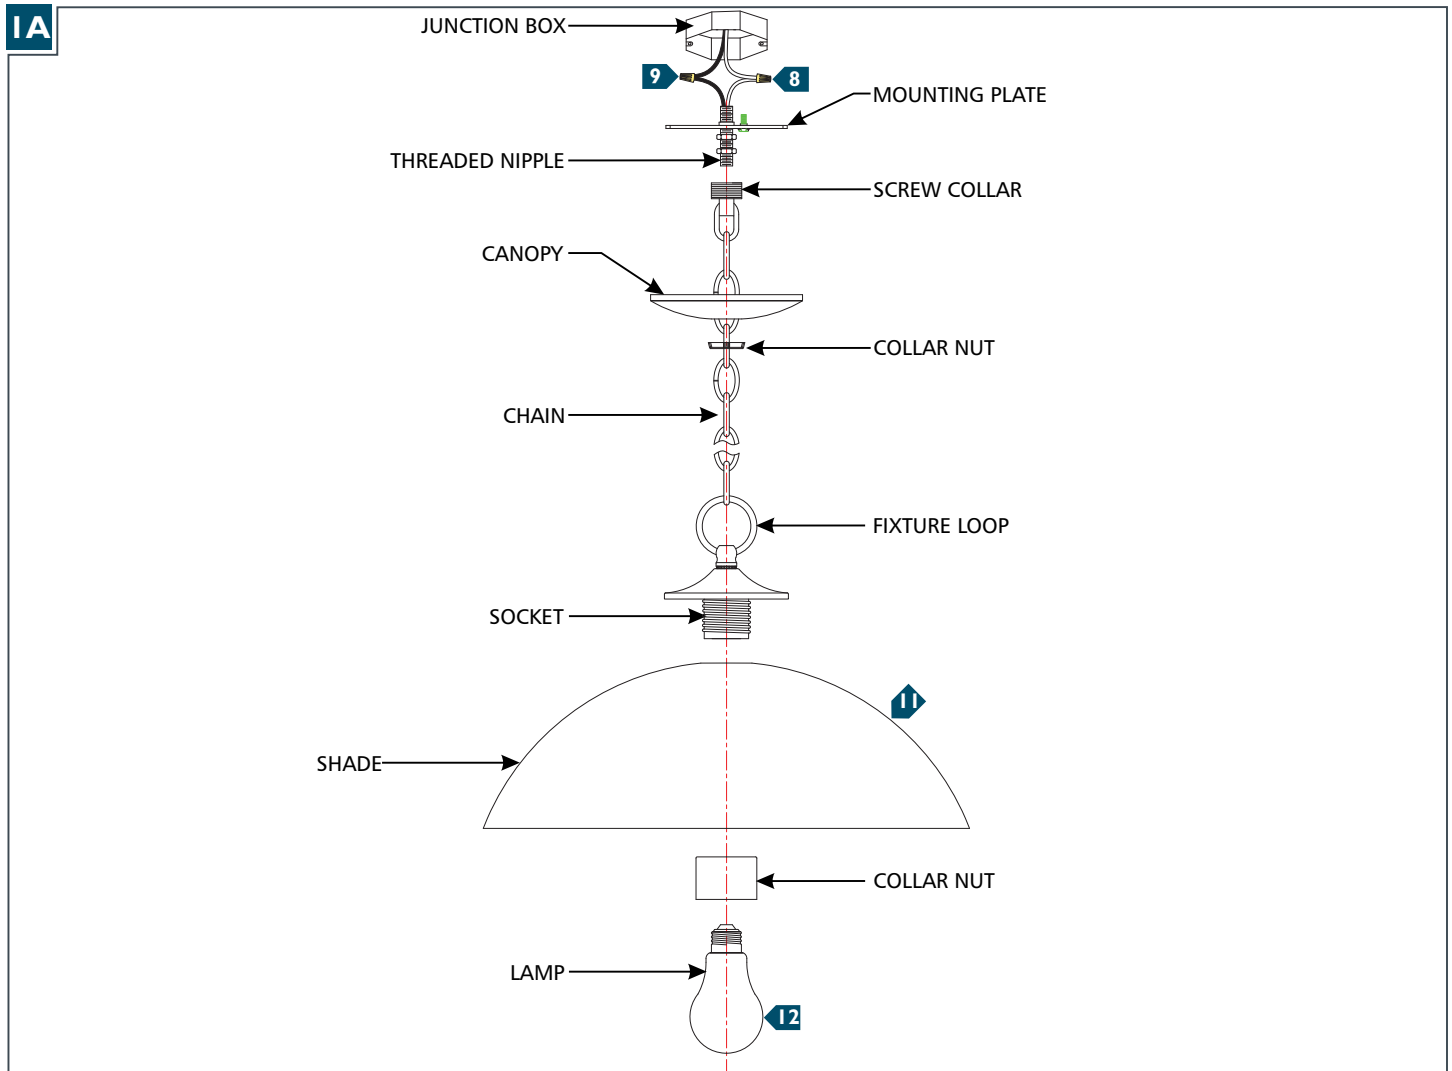 1A
JUNCTION BOX
9
8
MOUNTING PLATE
THREADED NIPPLE
SCREW COLLAR
CANOPY
COLLAR NUT
CHAIN
FIXTURE LOOP
SOCKET
11
SHADE
COLLAR NUT
LAMP
12